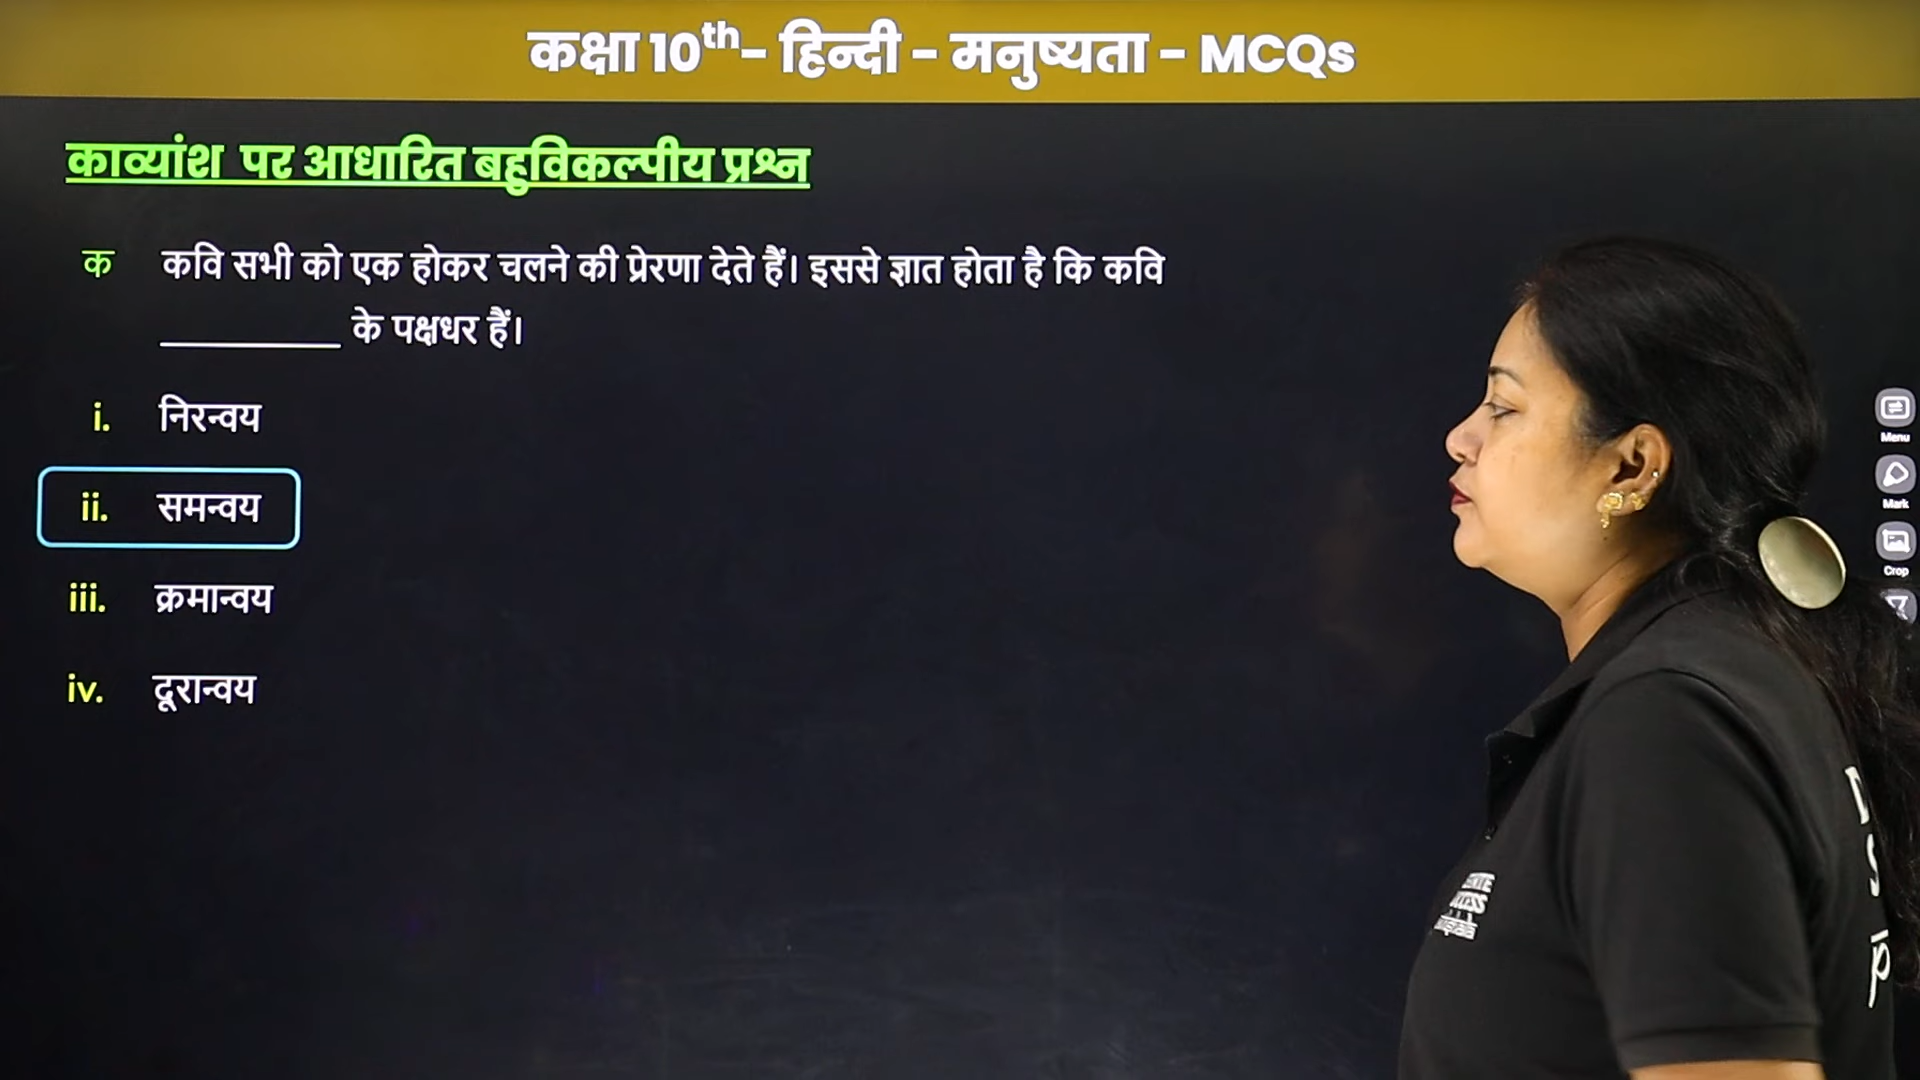 कक्षा 10th- हिन्दी - मनुष्यता - MCQs
काव्यांश पर आधारित बहुविकल्पीय प्रश्न
क कवि सभी को एक होकर चलने की प्रेरणा देते हैं। इससे ज्ञात होता है कि कवि
__________ के पक्षधर हैं।
i. निरन्वय
ii. समन्वय
iii. क्रमान्वय
iv. दूरान्वय
Menu
Mark
Crop